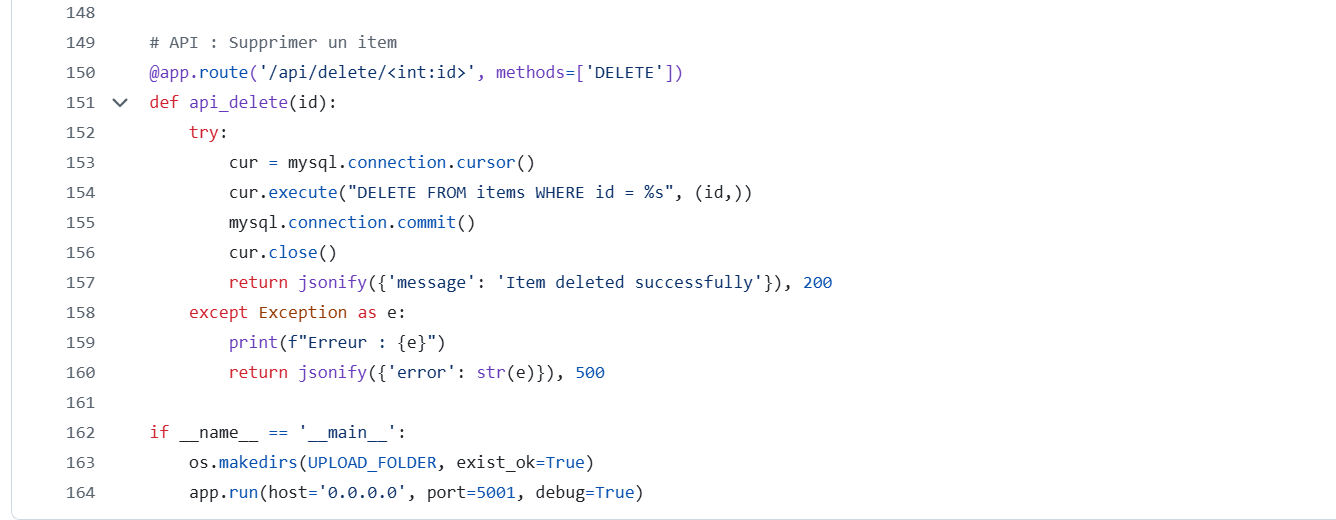 148
149 # API : Supprimer un item
150 @app.route('/api/delete/<int:id>', methods=['DELETE'])
151 def api_delete(id):
152     try:
153         cur = mysql.connection.cursor()
154         cur.execute("DELETE FROM items WHERE id = %s", (id,))
155         mysql.connection.commit()
156         cur.close()
157         return jsonify({'message': 'Item deleted successfully'}), 200
158     except Exception as e:
159         print(f"Erreur : {e}")
160         return jsonify({'error': str(e)}), 500
161
162 if __name__ == '__main__':
163     os.makedirs(UPLOAD_FOLDER, exist_ok=True)
164     app.run(host='0.0.0.0', port=5001, debug=True)